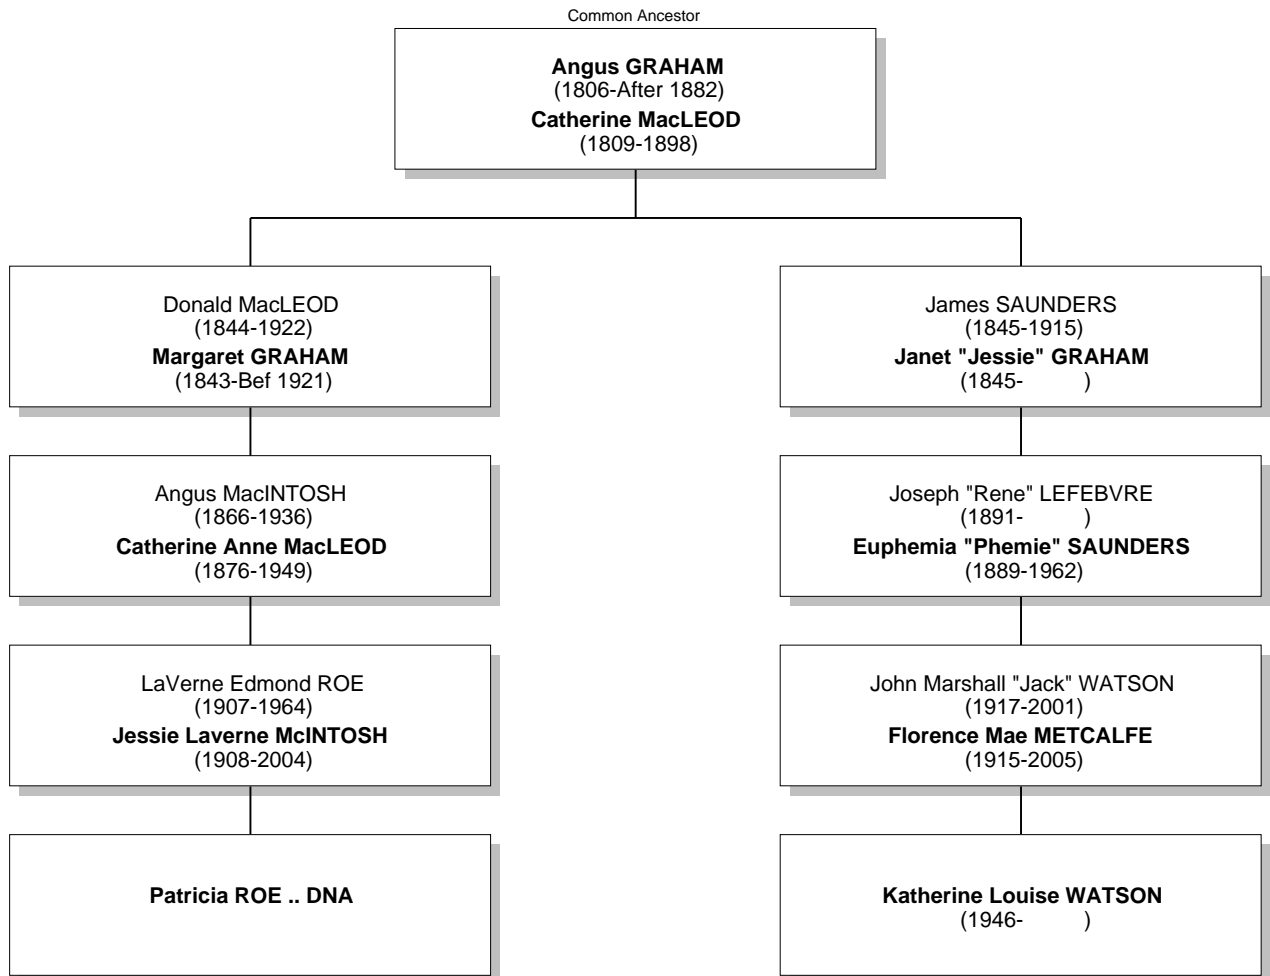 Common Ancestor
Angus GRAHAM
(1806-After 1882)
Catherine MacLEOD
(1809-1898)
Donald MacLEOD
(1844-1922)
Margaret GRAHAM
(1843-Bef 1921)
James SAUNDERS
(1845-1915)
Janet "Jessie" GRAHAM
(1845- )
Angus MacINTOSH
(1866-1936)
Catherine Anne MacLEOD
(1876-1949)
Joseph "Rene" LEFEBVRE
(1891- )
Euphemia "Phemie" SAUNDERS
(1889-1962)
LaVerne Edmond ROE
(1907-1964)
Jessie Laverne McINTOSH
(1908-2004)
John Marshall "Jack" WATSON
(1917-2001)
Florence Mae METCALFE
(1915-2005)
Patricia ROE .. DNA
Katherine Louise WATSON
(1946- )